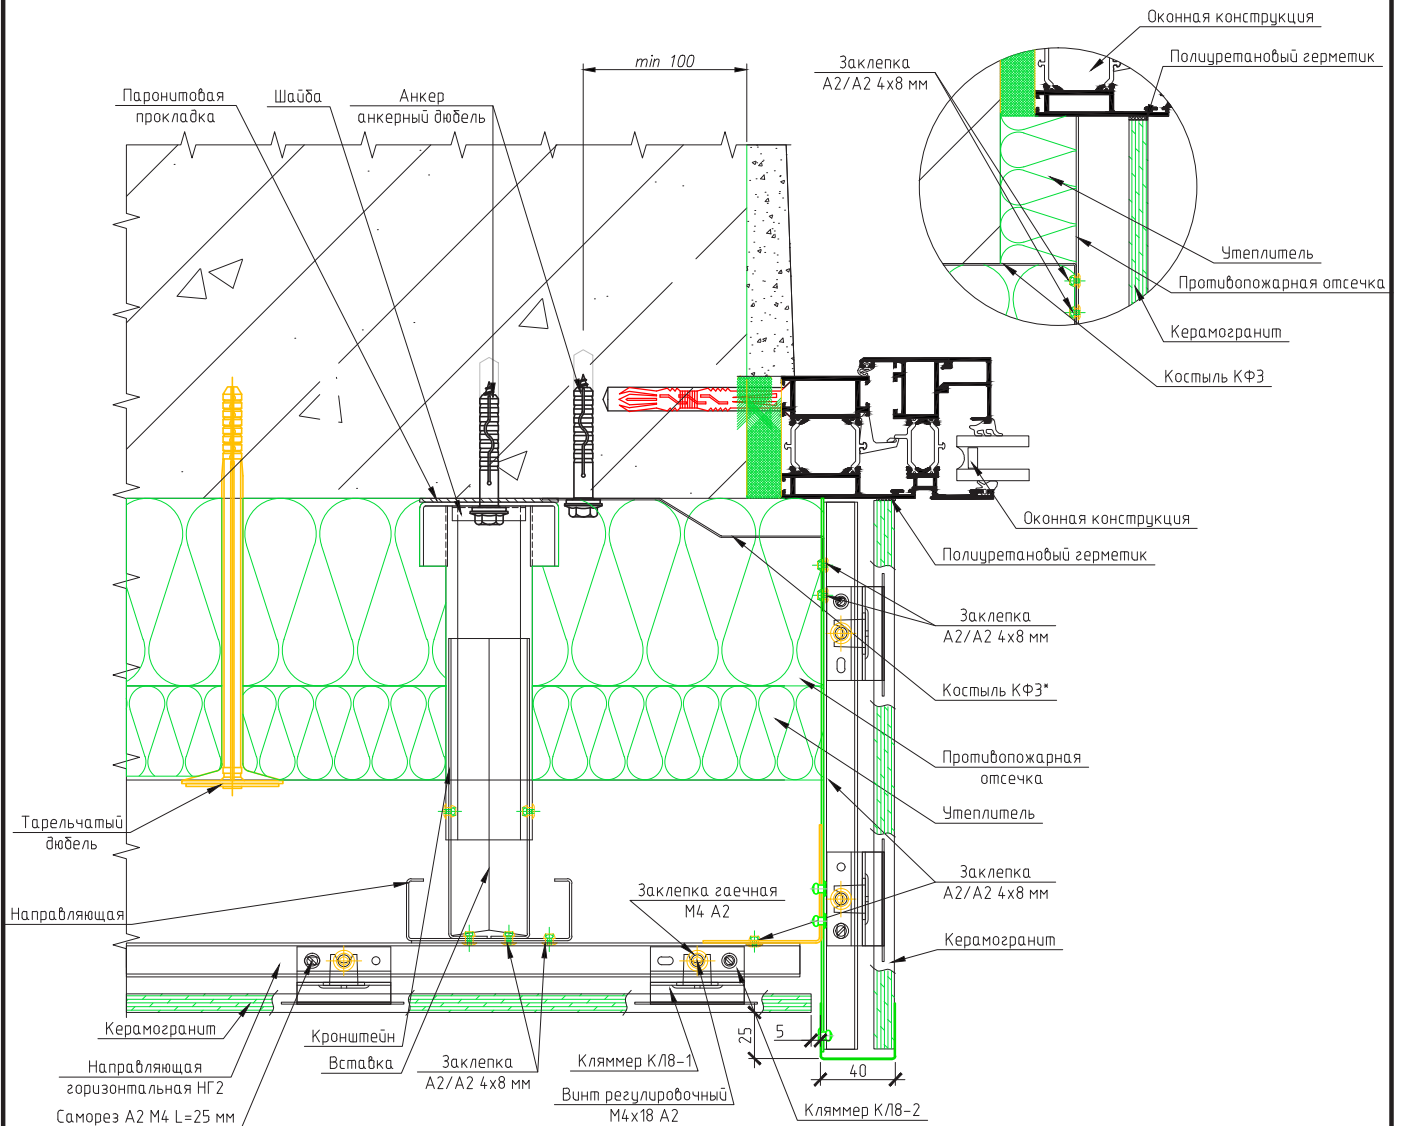 Оконная конструкция
Полиуретановый герметик
Заклепка
А2/А2 4х8 мм
min 100
Паронитовая
прокладка
Шайба
Анкер
анкерный дюбель
Утеплитель
Противопожарная отсечка
Керамогранит
Костыль КФ3
Оконная конструкция
Полиуретановый герметик
Заклепка
А2/А2 4х8 мм
Костыль КФ3*
Противопожарная
отсечка
Утеплитель
Тарельчатый
дюбель
Заклепка
А2/А2 4х8 мм
Заклепка гаечная
М4 А2
Направляющая
Керамогранит
Керамогранит
Кронштейн
Вставка
Заклепка
А2/А2 4х8 мм
Кляммер КЛ8-1
25
5
40
Направляющая
горизонтальная НГ2
Винт регулировочный
М4х18 А2
Кляммер КЛ8-2
Саморез А2 М4 L=25 мм